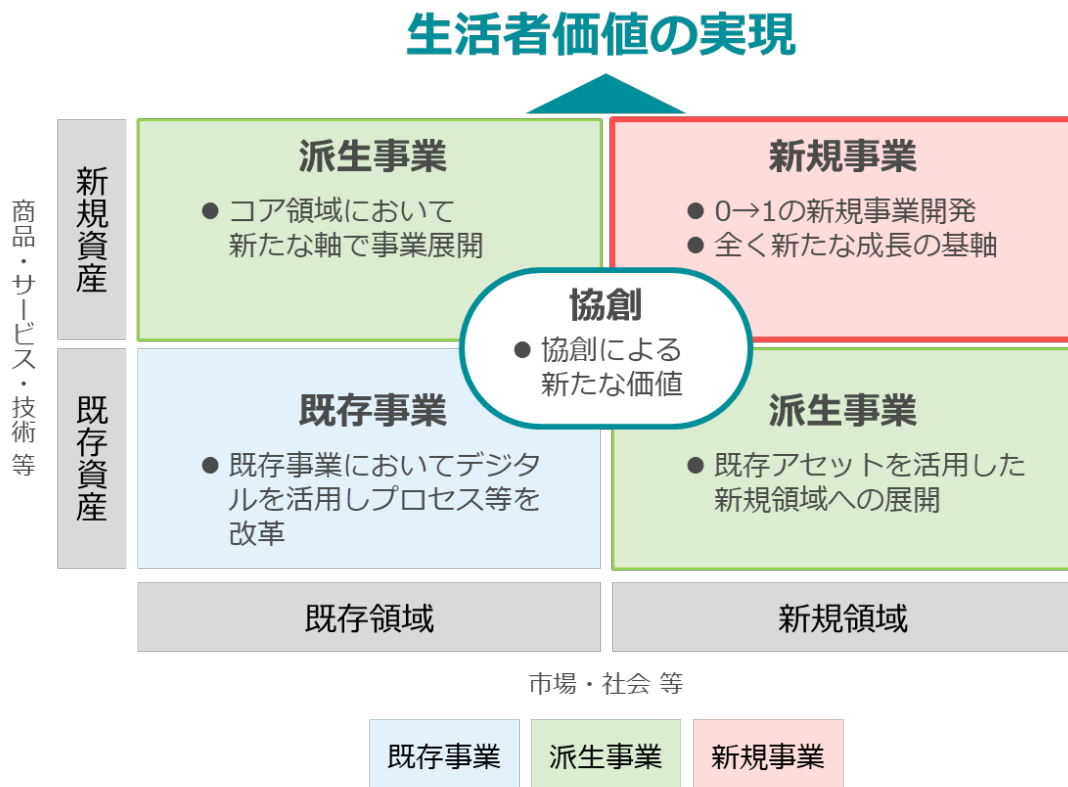 生活者価値の実現
商品・サービス・技術 等
新規資産
派生事業
● コア領域において
新たな軸で事業展開
新規事業
● 0→1の新規事業開発
● 全く新たな成長の基軸
協創
● 協創による
新たな価値
既存資産
既存事業
● 既存事業においてデジタ
ルを活用しプロセス等を
改革
派生事業
● 既存アセットを活用した
新規領域への展開
既存領域
新規領域
市場・社会 等
既存事業
派生事業
新規事業